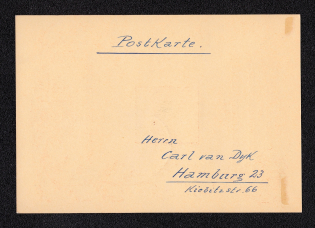 Postkarte.
Herrn
Carl van Dyk
Hamburg 23
Kiebitzstr. 66